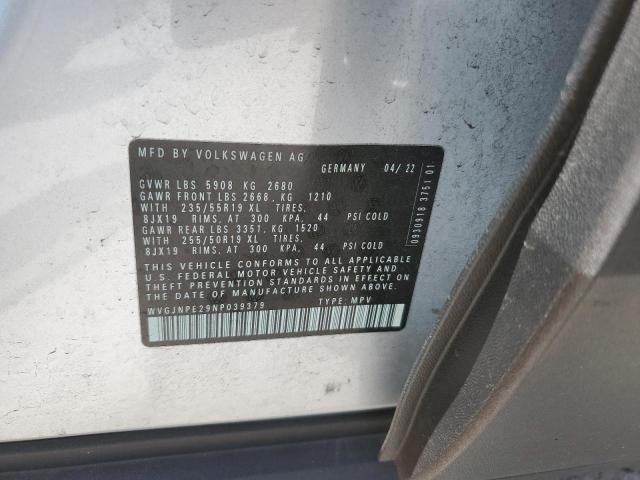 MFD BY VOLKSWAGEN AG
GERMANY 04/ 22
GVWR LBS 5908 KG 2680
GAWR FRONT LBS 2668, KG 1210
WITH 235/55R19 XL TIRES,
8JX19 RIMS, AT 300 KPA, 44 PSI COLD
GAWR REAR LBS 3351, KG 1520
WITH 255/50R19 XL TIRES,
8JX19 RIMS, AT 300 KPA, 44 PSI COLD
THIS VEHICLE CONFORMS TO ALL APPLICABLE
U.S. FEDERAL MOTOR VEHICLE SAFETY AND
THEFT PREVENTION STANDARDS IN EFFECT ON
THE DATE OF MANUFACTURE SHOWN ABOVE.
WVGJNPE29NP039379 TYPE: MPV
0930918 3751 01